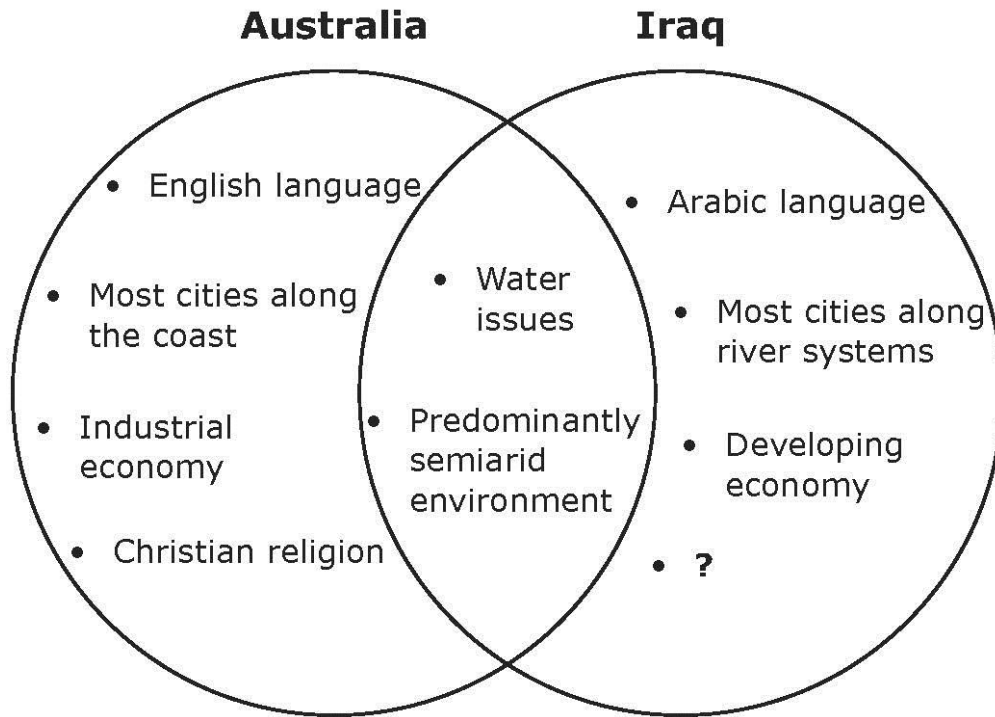 Australia
Iraq
• English language
• Most cities along
the coast
• Industrial
economy
• Christian religion
• Water
issues
• Predominantly
semiarid
environment
• Arabic language
• Most cities along
river systems
• Developing
economy
• ?